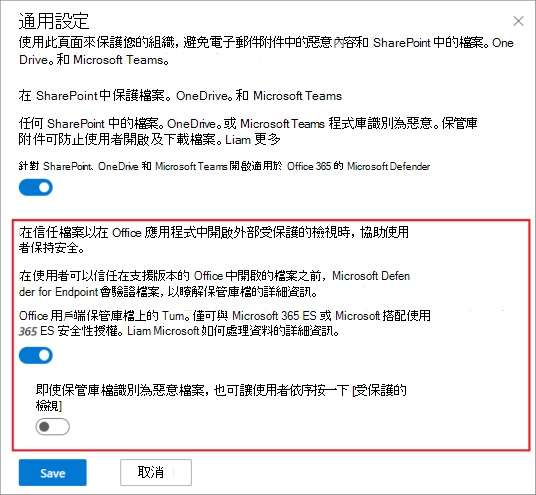 通用設定
使用此頁面來保護您的組織，避免電子郵件附件中的惡意內容和 SharePoint 中的檔案。One
Drive。和 Microsoft Teams。
在 SharePoint 中保護檔案。OneDrive。和 Microsoft Teams
任何 SharePoint 中的檔案。OneDrive。或 Microsoft Teams 程式庫識別為惡意。保管庫
附件可防止使用者開啟及下載檔案。Liam 更多
針對 SharePoint、OneDrive 和 Microsoft Teams 開啟適用於 Office 365 的 Microsoft Defender
在信任檔案以在 Office 應用程式中開啟外部受保護的檢視時，協助使用
者保持安全。
在使用者可以信任在支援版本的 Office 中開啟的檔案之前，Microsoft Defen
der for Endpoint 會驗證檔案，以瞭解保管庫檔的詳細資訊。
Office 用戶端保管庫檔上的 Tum。僅可與 Microsoft 365 ES 或 Microsoft 搭配使用
365 ES 安全性授權。Liam Microsoft 如何處理資料的詳細資訊。
即使保管庫檔識別為惡意檔案，也可讓使用者依序按一下 [受保護的
檢視]
Save
取消